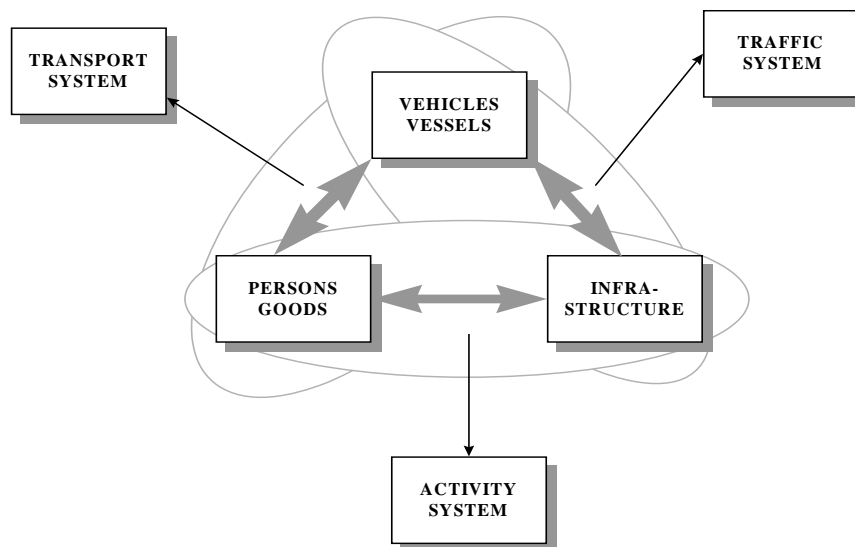 TRANSPORT
SYSTEM
TRAFFIC
SYSTEM
VEHICLES
VESSELS
PERSONS
GOODS
INFRA-
STRUCTURE
ACTIVITY
SYSTEM